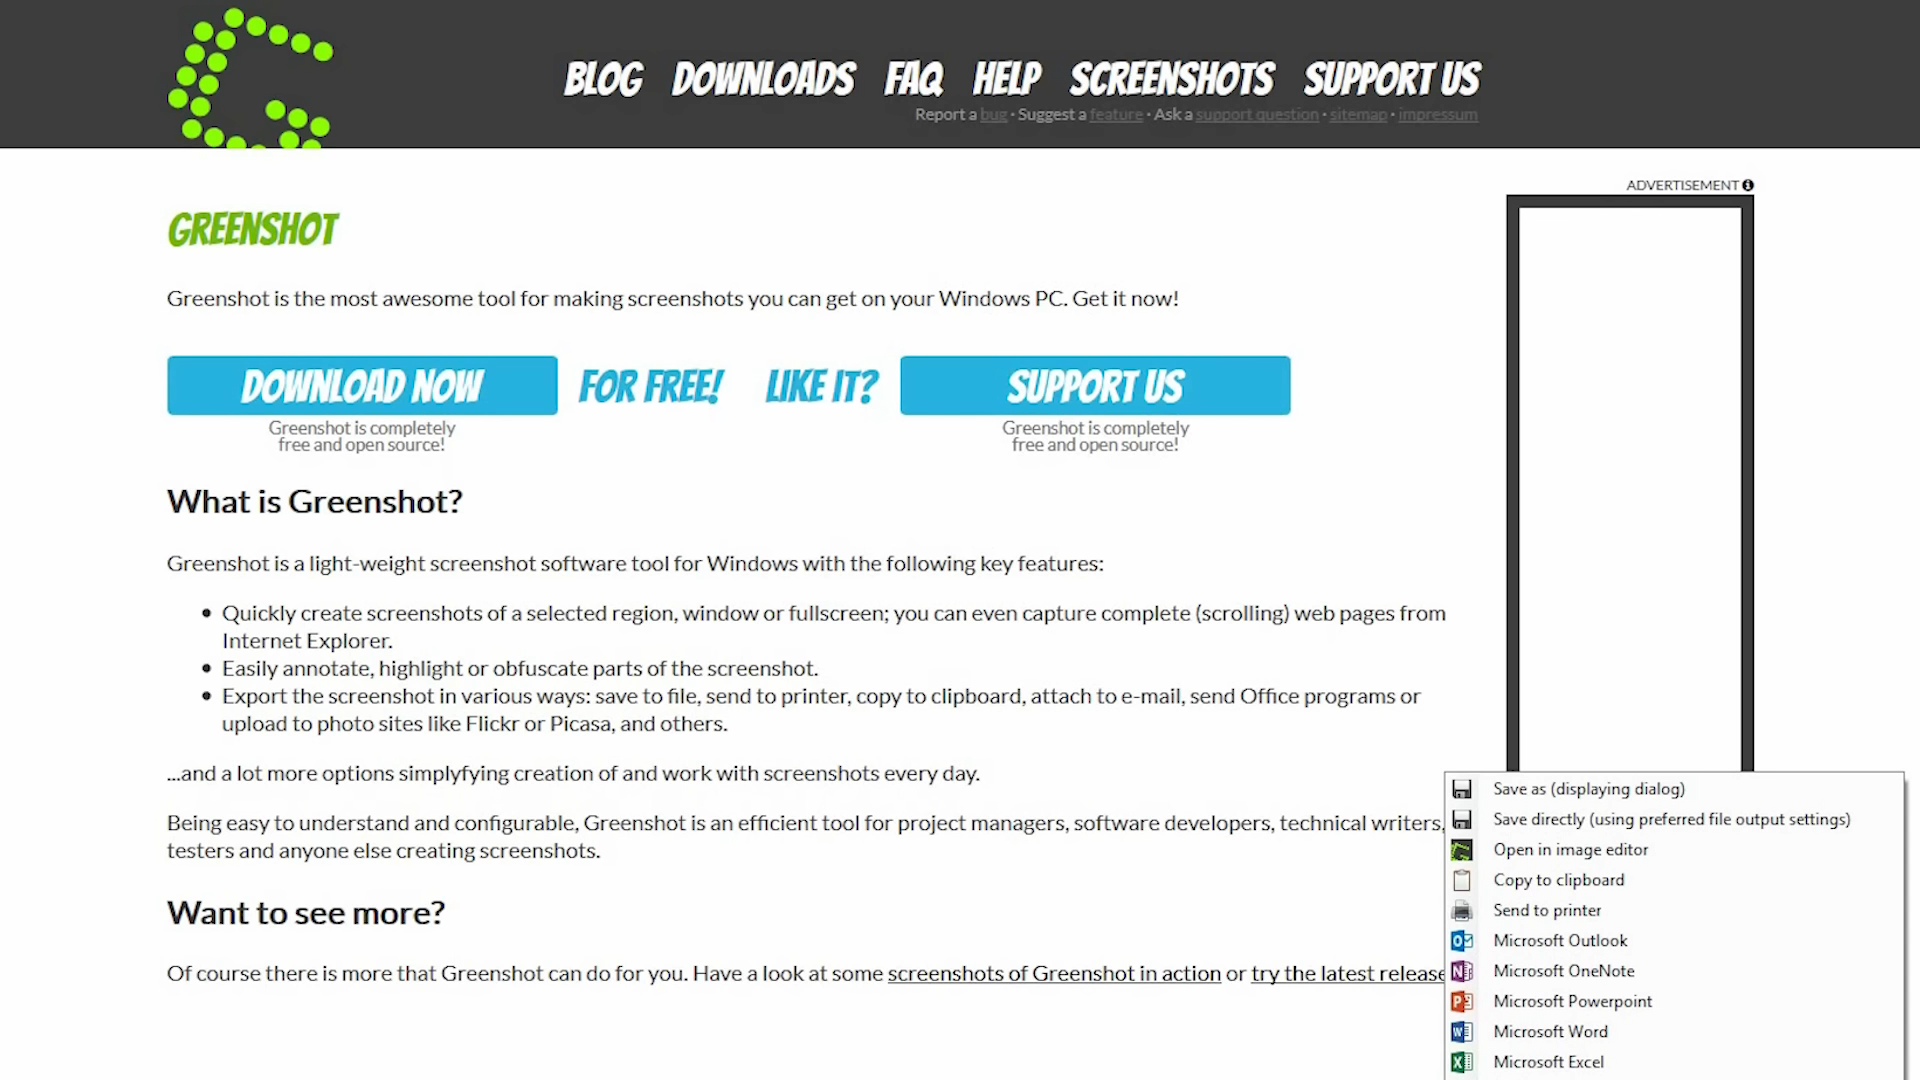 BLOG DOWNLOADS FAQ HELP SCREENSHOTS SUPPORT US
Report a bug · Suggest a feature · Ask a support question · sitemap · impressum
ADVERTISEMENT
GREENSHOT
Greenshot is the most awesome tool for making screenshots you can get on your Windows PC. Get it now!
DOWNLOAD NOW FOR FREE! LIKE IT? SUPPORT US
Greenshot is completely
free and open source!
Greenshot is completely
free and open source!
What is Greenshot?
Greenshot is a light-weight screenshot software tool for Windows with the following key features:
• Quickly create screenshots of a selected region, window or fullscreen; you can even capture complete (scrolling) web pages from
Internet Explorer.
• Easily annotate, highlight or obfuscate parts of the screenshot.
• Export the screenshot in various ways: save to file, send to printer, copy to clipboard, attach to e-mail, send Office programs or
upload to photo sites like Flickr or Picasa, and others.
...and a lot more options simplyfying creation of and work with screenshots every day.
Being easy to understand and configurable, Greenshot is an efficient tool for project managers, software developers, technical writers,
testers and anyone else creating screenshots.
Want to see more?
Of course there is more that Greenshot can do for you. Have a look at some screenshots of Greenshot in action or try the latest release
Save as (displaying dialog)
Save directly (using preferred file output settings)
Open in image editor
Copy to clipboard
Send to printer
Microsoft Outlook
Microsoft OneNote
Microsoft Powerpoint
Microsoft Word
Microsoft Excel